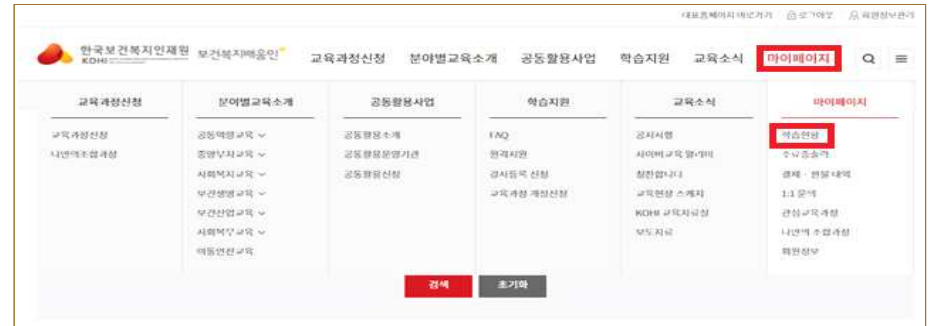 대표홈페이지 바로가기 로그아웃 회원정보관리
한국보건복지인재원 보건복지배움인
KOHI
교육과정신청 분야별교육소개 공동활용사업 학습지원 교육소식 마이페이지
교육과정신청 분야별교육소개 공동활용사업 학습지원 교육소식 마이페이지
교육과정신청 공통역량교육 공동활용소개 FAQ 공지사항 학습현황
나만의조합과정 중앙부처교육 공동활용운영기관 원격지원 사이버교육 알리미 수료증출력
사회복지교육 공동활용신청 강사등록 신청 칭찬합니다 결제 · 환불 내역
보건생명교육 교육과정 개설신청 교육현장 스케치 1:1 문의
보건산업교육 KOHI 교육자료실 관심교육과정
사회복무교육 보도자료 나만의 조합과정
아동안전교육 회원정보
검색 초기화